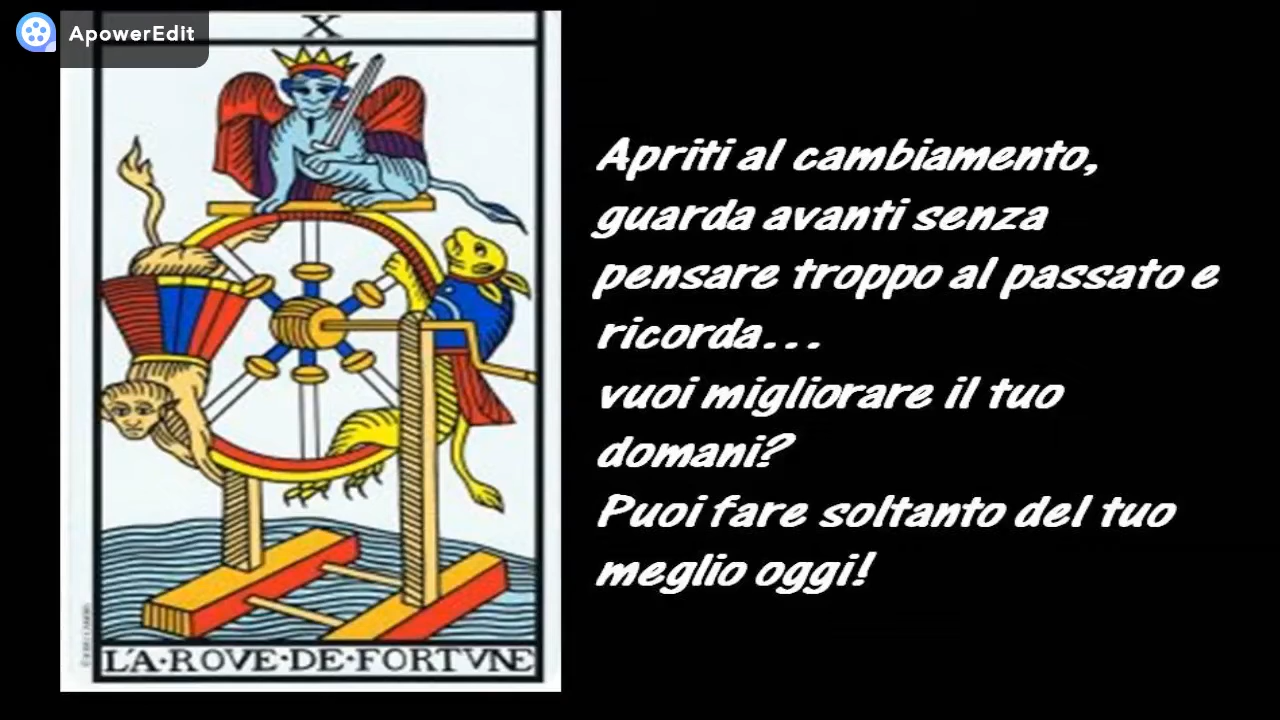 ApowerEdit
X
Apriti al cambiamento,
guarda avanti senza
pensare troppo al passato e
ricorda...
vuoi migliorare il tuo
domani?
Puoi fare soltanto del tuo
meglio oggi!
L'A·ROVE·DE·FORTVNE